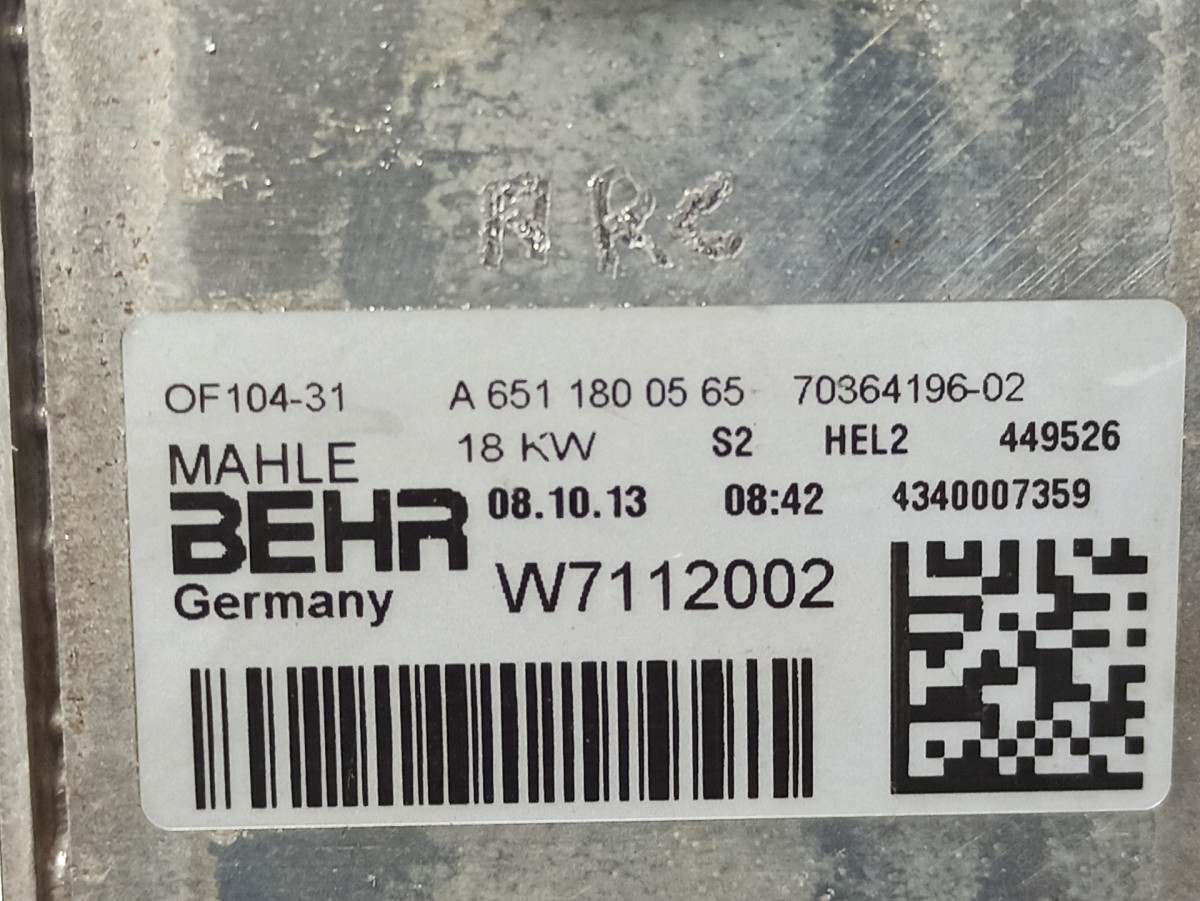 ARC
OF104-31 A 651 180 05 65 70364196-02
MAHLE 18 KW S2 HEL2 449526
BEHR 08.10.13 08:42 4340007359
Germany W7112002